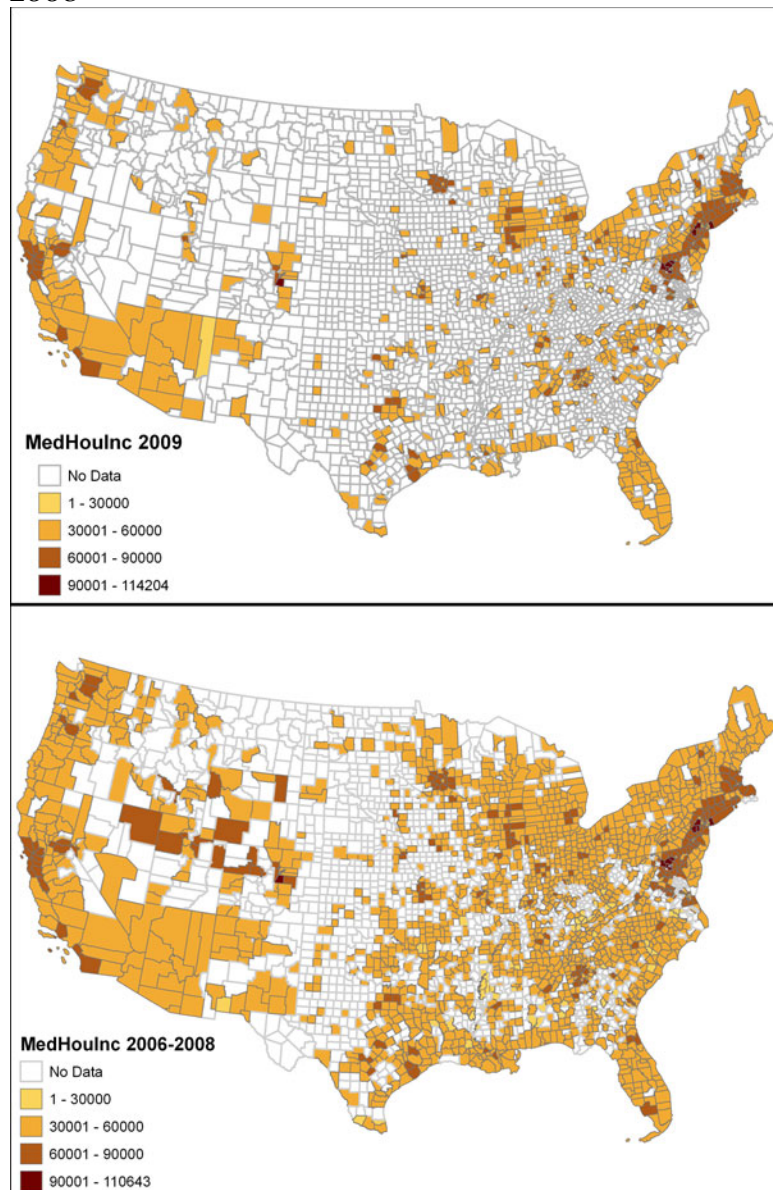 MedHouInc 2009
No Data
1 - 30000
30001 - 60000
60001 - 90000
90001 - 114204
MedHouInc 2006-2008
No Data
1 - 30000
30001 - 60000
60001 - 90000
90001 - 110643